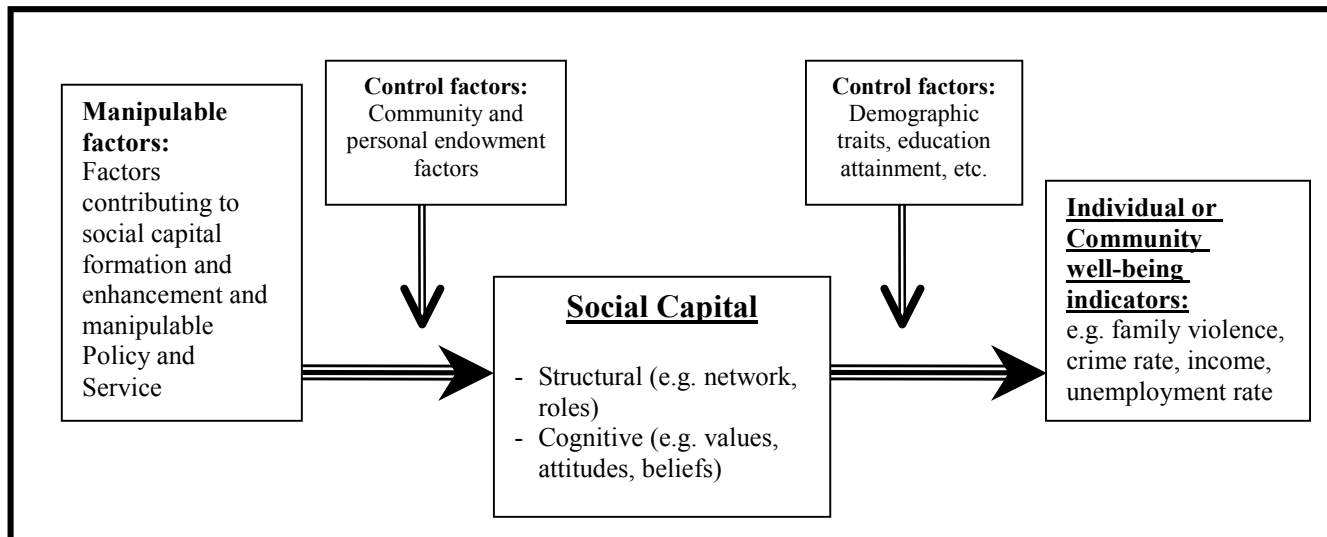 Manipulable
factors:
Factors
contributing to
social capital
formation and
enhancement and
manipulable
Policy and
Service
Control factors:
Community and
personal endowment
factors
Social Capital
- Structural (e.g. network,
roles)
- Cognitive (e.g. values,
attitudes, beliefs)
Control factors:
Demographic
traits, education
attainment, etc.
Individual or
Community
well-being
indicators:
e.g. family violence,
crime rate, income,
unemployment rate